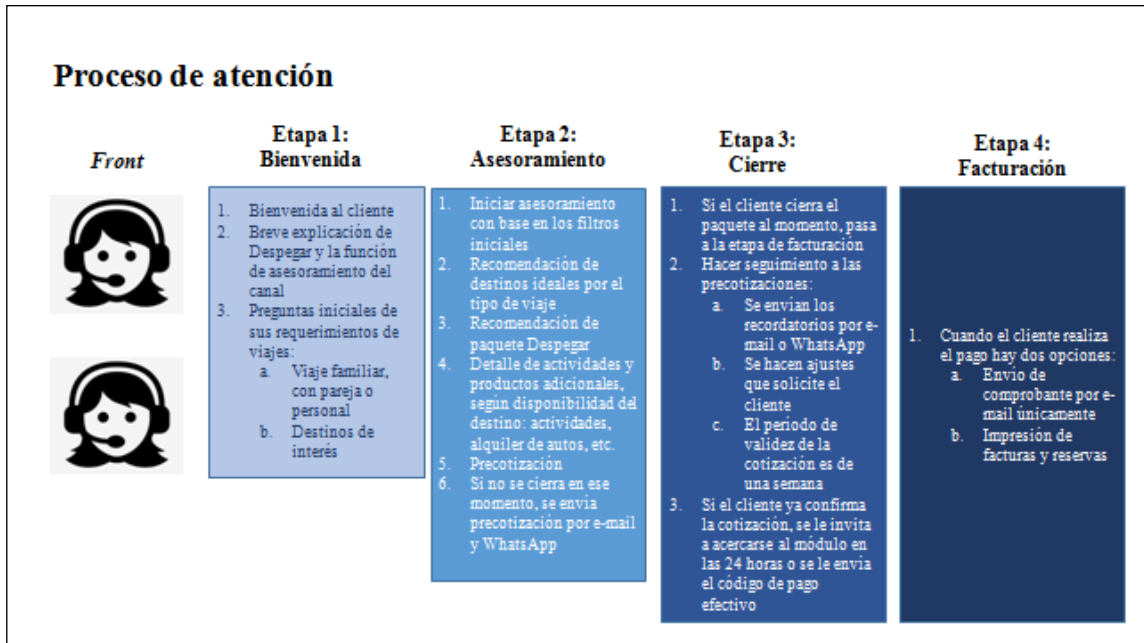 Proceso de atención
Front
Etapa 1:
Bienvenida
1. Bienvenida al cliente
2. Breve explicación de
Despegar y la función
de asesoramiento del
canal
3. Preguntas iniciales de
sus requerimientos de
viajes:
a. Viaje familiar,
con pareja o
personal
b. Destinos de
interés
Etapa 2:
Asesoramiento
1. Iniciar asesoramiento
con base en los filtros
iniciales
2. Recomendación de
destinos ideales por el
tipo de viaje
3. Recomendación de
paquete Despegar
4. Detalle de actividades y
productos adicionales,
según disponibilidad del
destino: actividades,
alquiler de autos, etc.
5. Precotización
6. Si no se cierra en ese
momento, se envía
precotización por e-mail
y WhatsApp
Etapa 3:
Cierre
1. Si el cliente cierra el
paquete al momento, pasa
a la etapa de facturación
2. Hacer seguimiento a las
precotizaciones:
a. Se envían los
recordatorios por e-
mail o WhatsApp
b. Se hacen ajustes
que solicite el
cliente
c. El periodo de
validez de la
cotización es de
una semana
3. Si el cliente ya confirma
la cotización, se le invita
a acercarse al módulo en
las 24 horas o se le envía
el código de pago
efectivo
Etapa 4:
Facturación
1. Cuando el cliente realiza
el pago hay dos opciones:
a. Envío de
comprobante por e-
mail únicamente
b. Impresión de
facturas y reservas